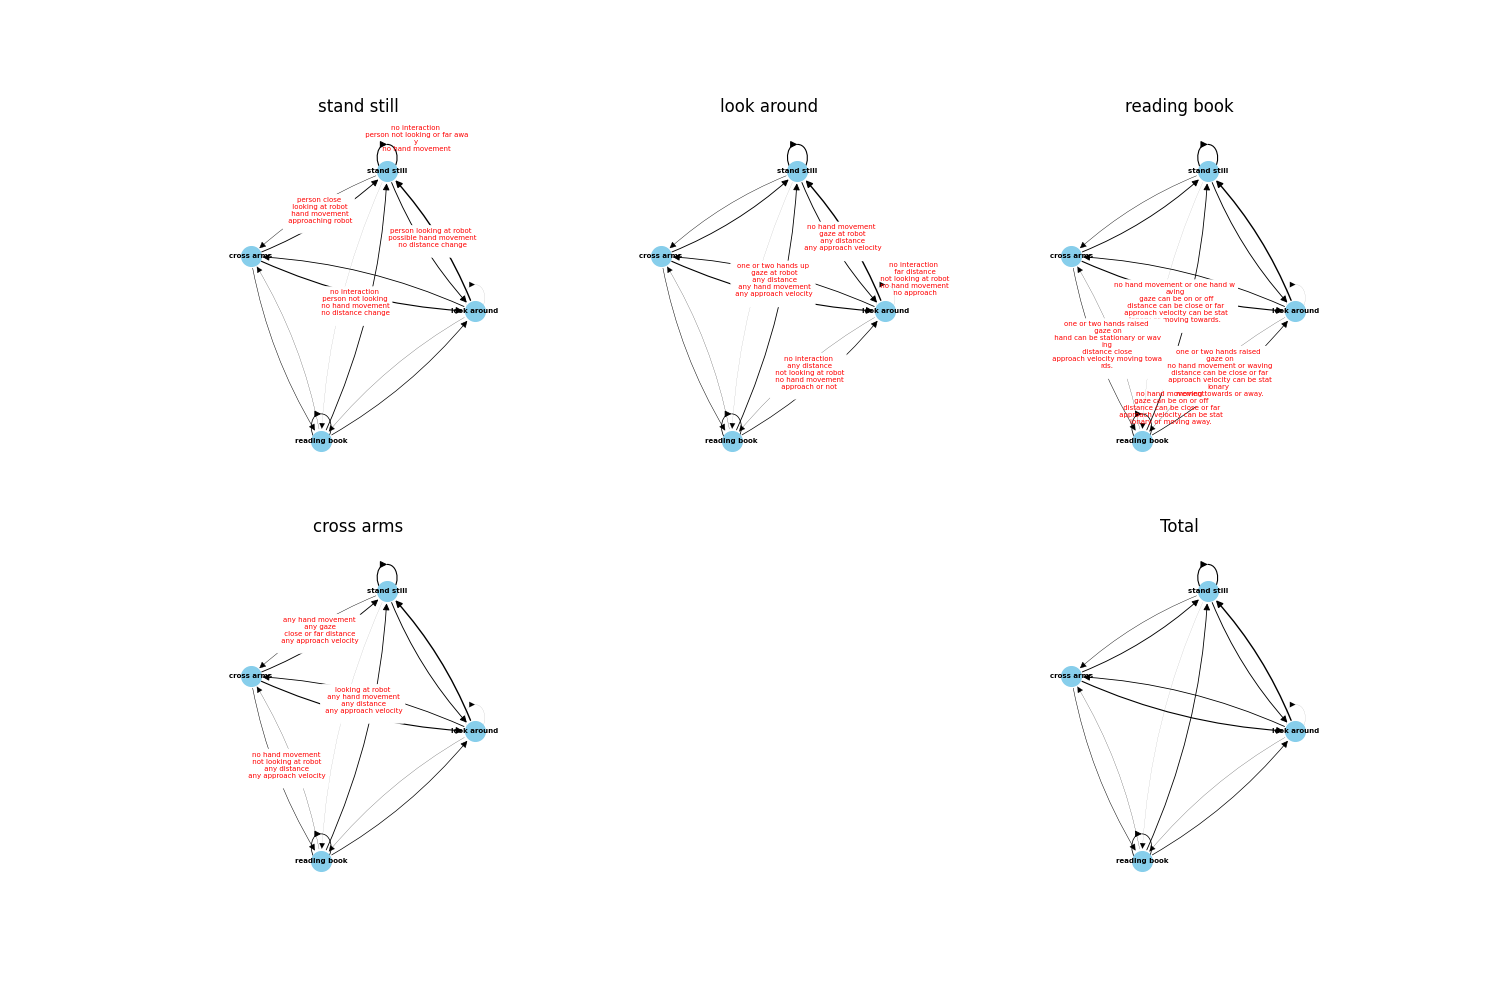 stand still
no interaction
person not looking or far awa
y
no hand movement
stand still
person close
looking at robot
hand movement
approaching robot
person looking at robot
possible hand movement
no distance change
cross arms
no interaction
person not looking
no hand movement
no distance change
look around
reading book
look around
stand still
no hand movement
gaze at robot
any distance
any approach velocity
cross arms
one or two hands up
gaze at robot
any distance
any hand movement
any approach velocity
no interaction
far distance
not looking at robot
no hand movement
no approach
look around
no interaction
any distance
not looking at robot
no hand movement
approach or not
reading book
reading book
stand still
cross arms
no hand movement or one hand w
aving
gaze can be on or off
distance can be close or far
approach velocity can be stat
moving towards.
look around
one or two hands raised
gaze on
hand can be stationary or wav
ing
distance close
approach velocity moving towa
rds.
one or two hands raised
gaze on
no hand movement or waving
distance can be close or far
approach velocity can be stat
ionary
towards or away.
no hand movement
gaze can be on or off
distance can be close or far
approach velocity can be stat
ionary or moving away.
reading book
cross arms
stand still
any hand movement
any gaze
close or far distance
any approach velocity
cross arms
looking at robot
any hand movement
any distance
any approach velocity
look around
no hand movement
not looking at robot
any distance
any approach velocity
reading book
Total
stand still
cross arms
look around
reading book